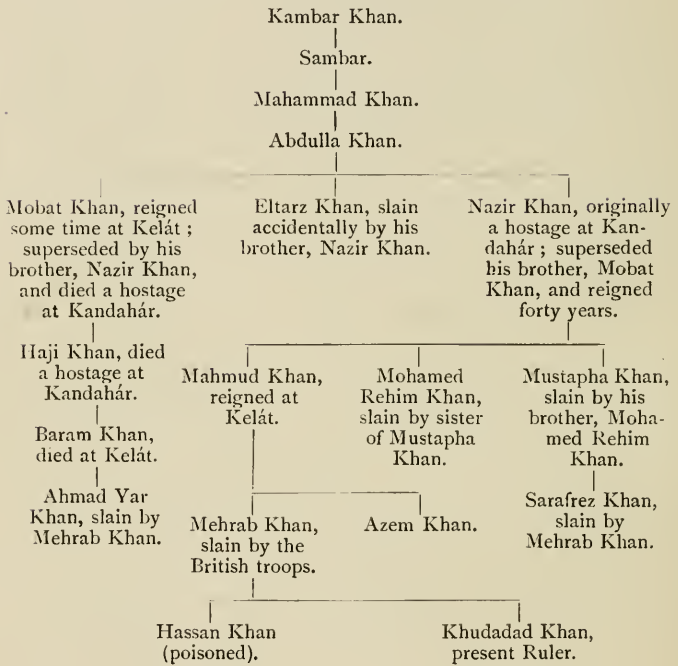 Kambar Khan.
Sambar.
Mahammad Khan.
Abdulla Khan.
Mobat Khan, reigned
some time at Kelát ;
superseded by his
brother, Nazir Khan,
and died a hostage
at Kandahár.
Eltarz Khan, slain
accidentally by his
brother, Nazir Khan.
Nazir Khan, originally
a hostage at Kan-
dahár ; superseded
his brother, Mobat
Khan, and reigned
forty years.
Haji Khan, died
a hostage at
Kandahár.
Baram Khan,
died at Kelát.
Ahmad Yar
Khan, slain by
Mehrab Khan.
Mahmud Khan,
reigned at
Kelát.
Mohamed
Rehim Khan,
slain by sister
of Mustapha
Khan.
Mustapha Khan,
slain by his
brother, Moha-
med Rehim
Khan.
Sarafrez Khan,
slain by
Mehrab Khan.
Mehrab Khan,
slain by the
British troops.
Azem Khan.
Hassan Khan
(poisoned).
Khudadad Khan,
present Ruler.